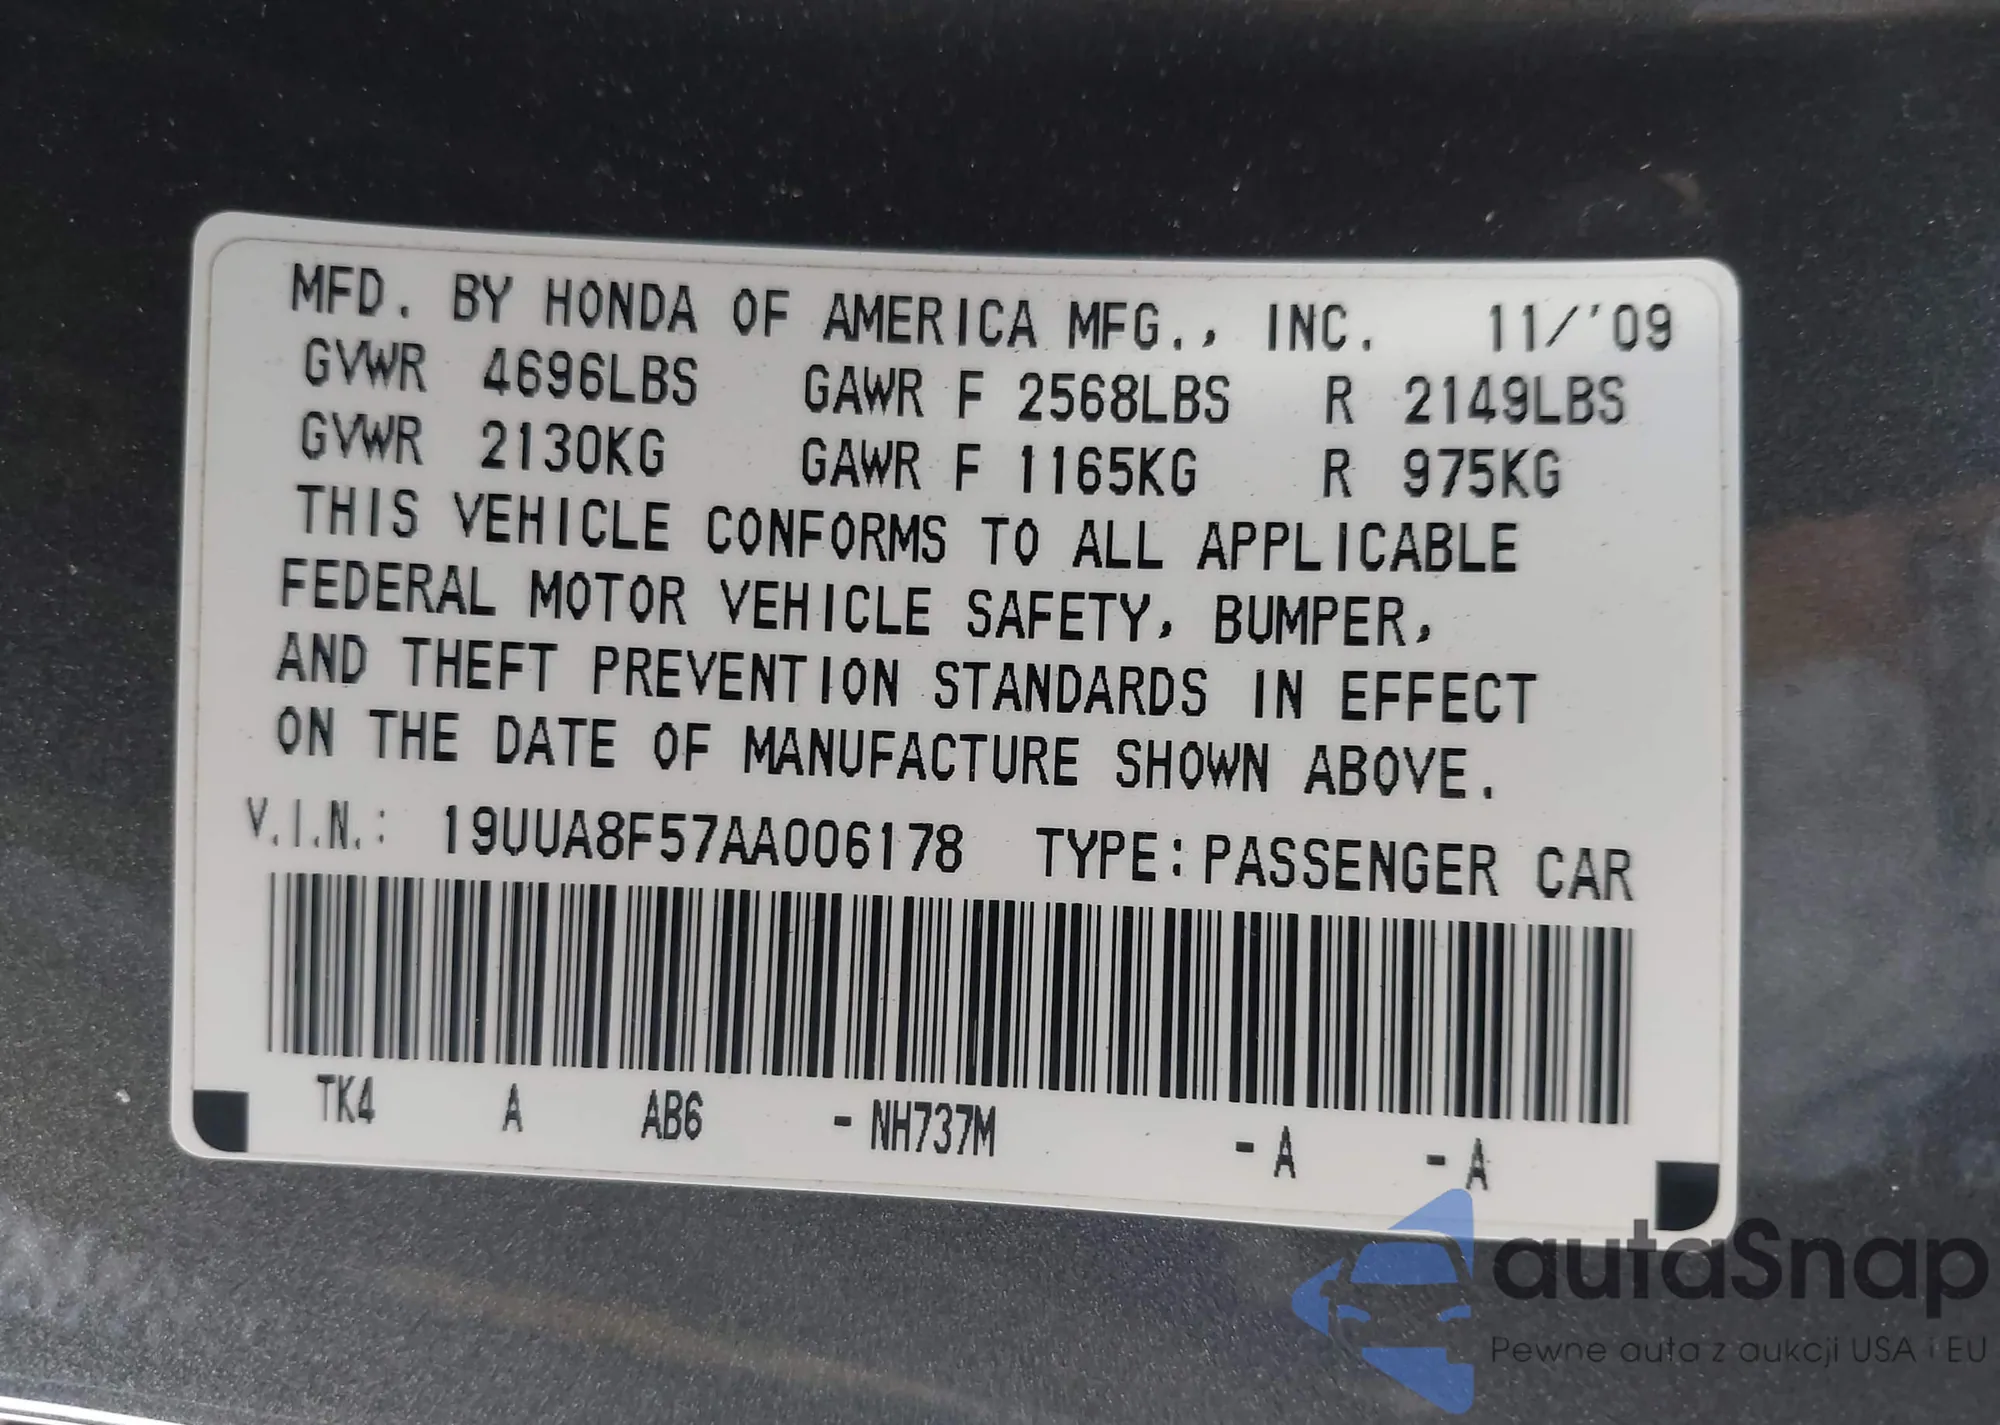 MFD. BY HONDA OF AMERICA MFG., INC. 11/'09
GVWR 4696LBS GAWR F 2568LBS R 2149LBS
GVWR 2130KG GAWR F 1165KG R 975KG
THIS VEHICLE CONFORMS TO ALL APPLICABLE
FEDERAL MOTOR VEHICLE SAFETY, BUMPER,
AND THEFT PREVENTION STANDARDS IN EFFECT
ON THE DATE OF MANUFACTURE SHOWN ABOVE.
V.I.N.: 19UUA8F57AA006178 TYPE:PASSENGER CAR
TK4 A AB6 -NH737M -A -A
autaSnap
Pewne auta z aukcji USA i EU